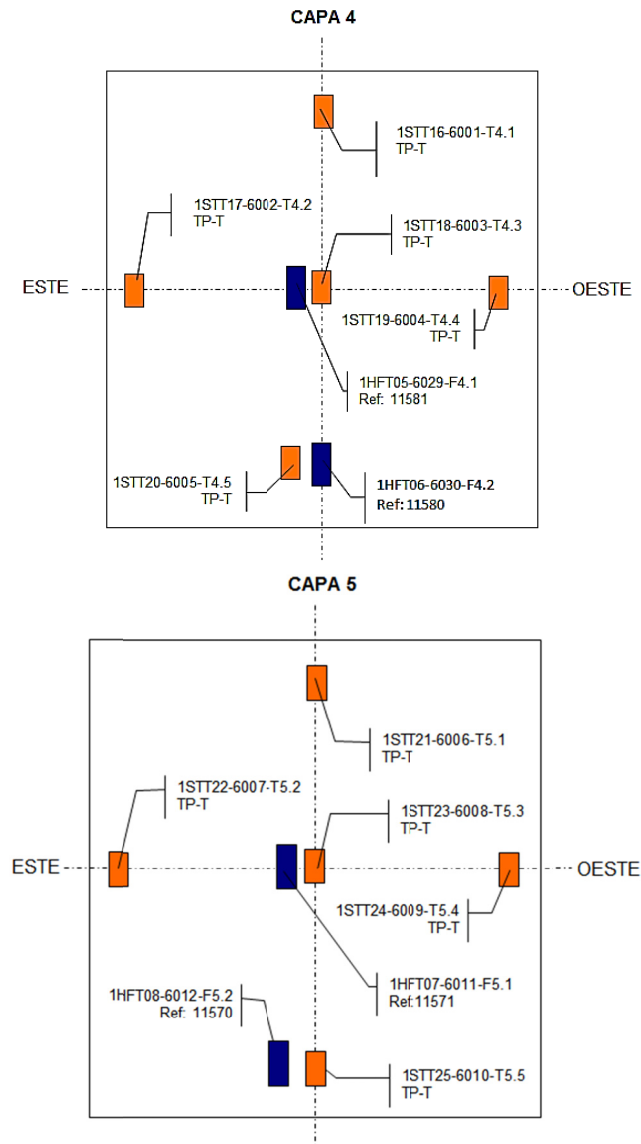 CAPA 4
1STT16-6001-T4.1
TP-T
1STT17-6002-T4.2
TP-T
1STT18-6003-T4.3
TP-T
ESTE
OESTE
1STT19-6004-T4.4
TP-T
1HFT05-6029-F4.1
Ref: 11581
1STT20-6005-T4.5
TP-T
1HFT06-6030-F4.2
Ref: 11580
CAPA 5
1STT21-6006-T5.1
TP-T
1STT22-6007-T5.2
TP-T
1STT23-6008-T5.3
TP-T
ESTE
OESTE
1STT24-6009-T5.4
TP-T
1HFT07-6011-F5.1
Ref:11571
1HFT08-6012-F5.2
Ref: 11570
1STT25-6010-T5.5
TP-T